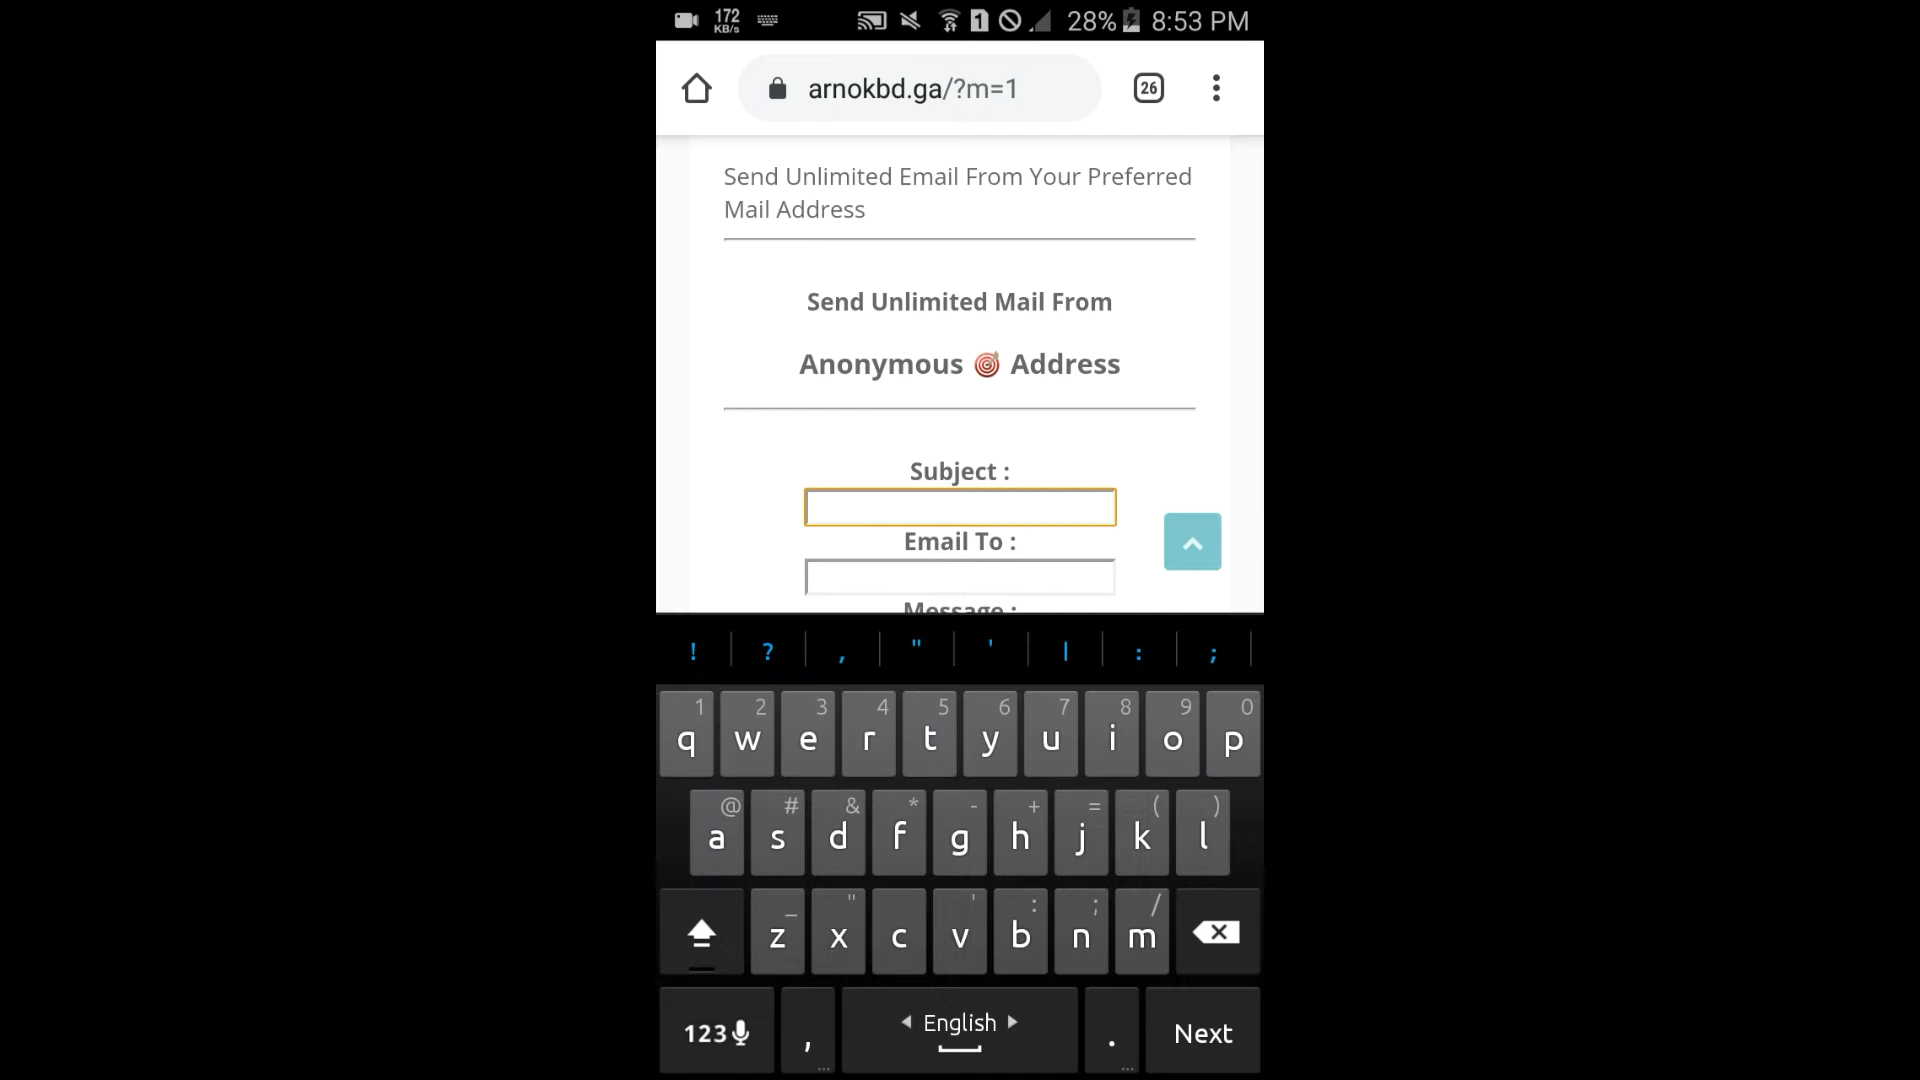 172
KB/s
1
28%
8:53 PM
arnokbd.ga/?m=1
26
Send Unlimited Email From Your Preferred
Mail Address
Send Unlimited Mail From
Anonymous 🎯 Address
Subject :
Email To :
Message :
! ? , " ' | : ;
1 2 3 4 5 6 7 8 9 0
q w e r t y u i o p
@ # & * - + = ( )
a s d f g h j k l
_ " ' : ; /
z x c v b n m
123 , English . Next